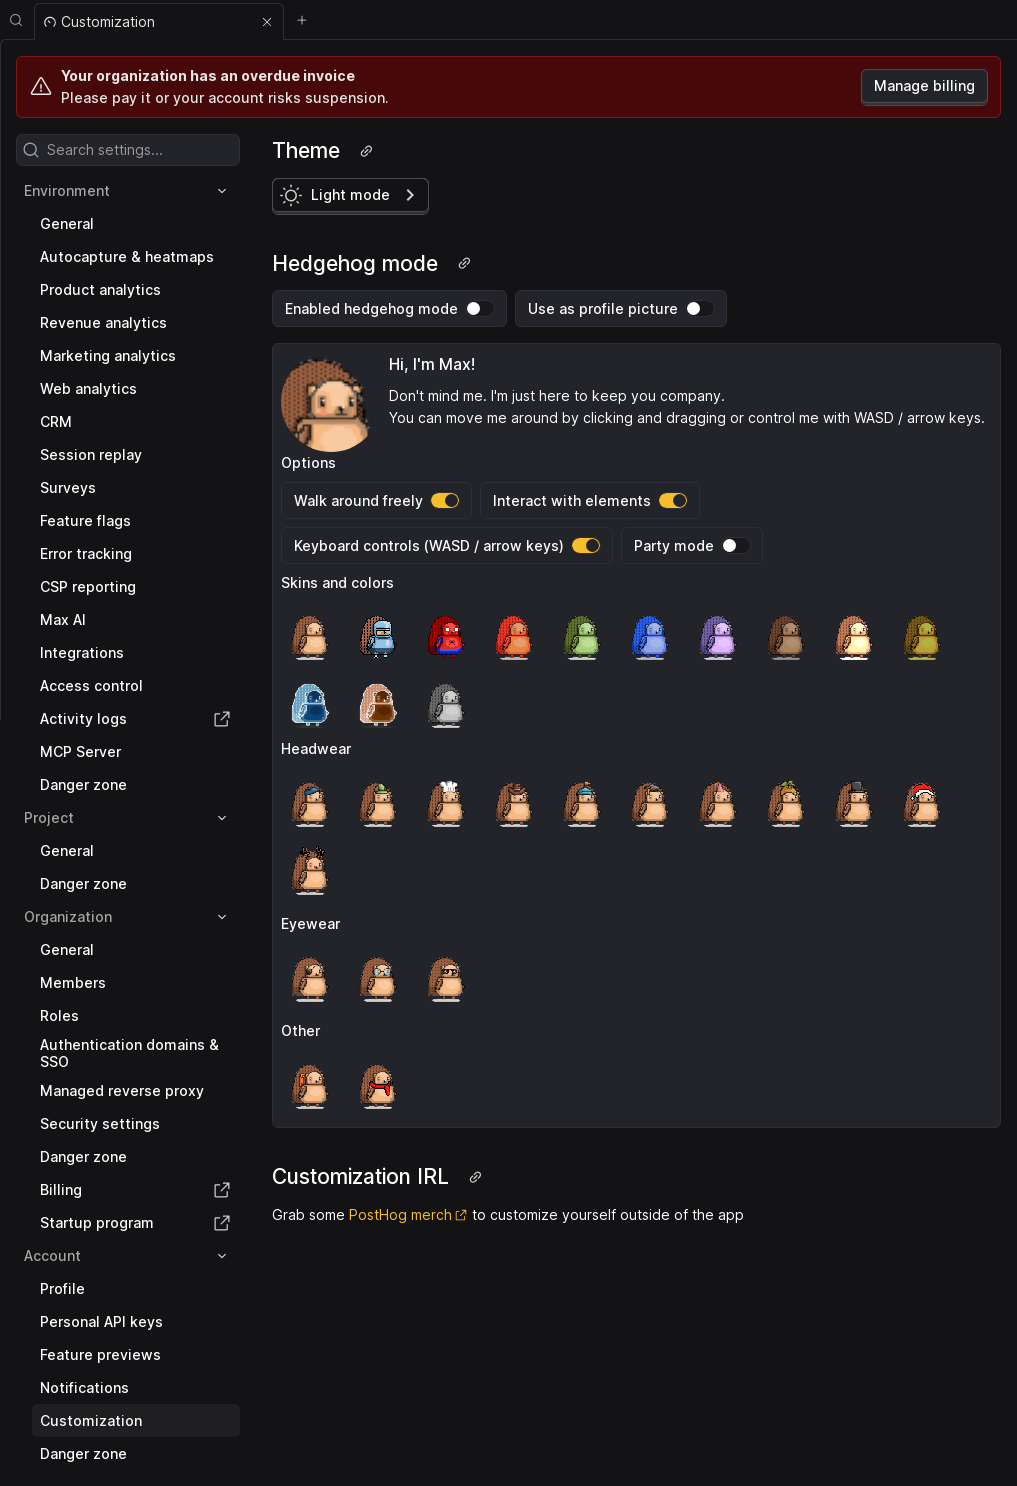 Customization
Your organization has an overdue invoice
Please pay it or your account risks suspension.
Manage billing
Search settings...
Environment
General
Autocapture & heatmaps
Product analytics
Revenue analytics
Marketing analytics
Web analytics
CRM
Session replay
Surveys
Feature flags
Error tracking
CSP reporting
Max AI
Integrations
Access control
Activity logs
MCP Server
Danger zone
Project
General
Danger zone
Organization
General
Members
Roles
Authentication domains &
SSO
Managed reverse proxy
Security settings
Danger zone
Billing
Startup program
Account
Profile
Personal API keys
Feature previews
Notifications
Customization
Danger zone
Theme
Light mode
Hedgehog mode
Enabled hedgehog mode
Use as profile picture
Hi, I'm Max!
Don't mind me. I'm just here to keep you company.
You can move me around by clicking and dragging or control me with WASD / arrow keys.
Options
Walk around freely
Interact with elements
Keyboard controls (WASD / arrow keys)
Party mode
Skins and colors
Headwear
Eyewear
Other
Customization IRL
Grab some PostHog merch to customize yourself outside of the app